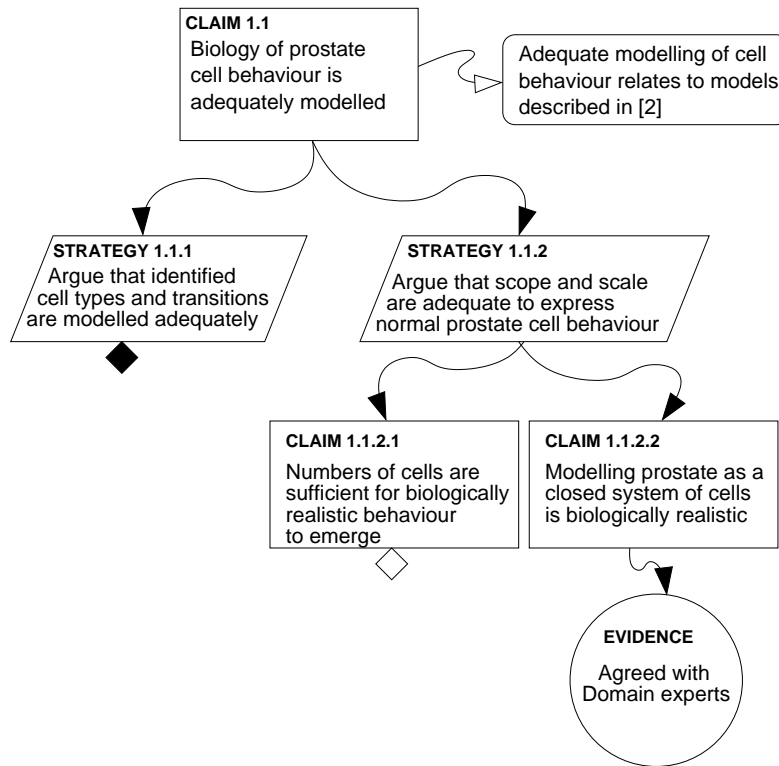 CLAIM 1.1
Biology of prostate
cell behaviour is
adequately modelled
Adequate modelling of cell
behaviour relates to models
described in [2]
STRATEGY 1.1.1
Argue that identified
cell types and transitions
are modelled adequately
STRATEGY 1.1.2
Argue that scope and scale
are adequate to express
normal prostate cell behaviour
CLAIM 1.1.2.1
Numbers of cells are
sufficient for biologically
realistic behaviour
to emerge
CLAIM 1.1.2.2
Modelling prostate as a
closed system of cells
is biologically realistic
EVIDENCE
Agreed with
Domain experts